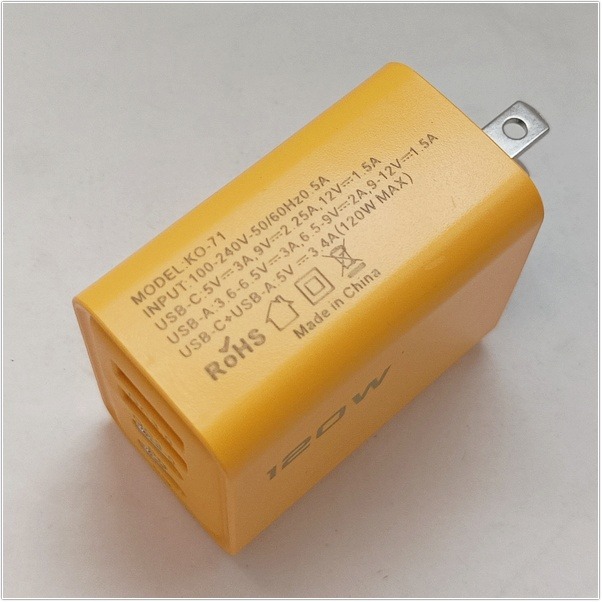 MODEL:KO-71
INPUT:100-240V-50/60Hz0.5A
USB-C:5V⎓3A,9V⎓2.25A,12V⎓1.5A
USB-A:3.6-6.5V⎓3A,6.5-9V⎓2A,9-12V⎓1.5A
USB-C+USB-A:5V⎓3.4A(120W MAX)
RoHS
Made in China
120W